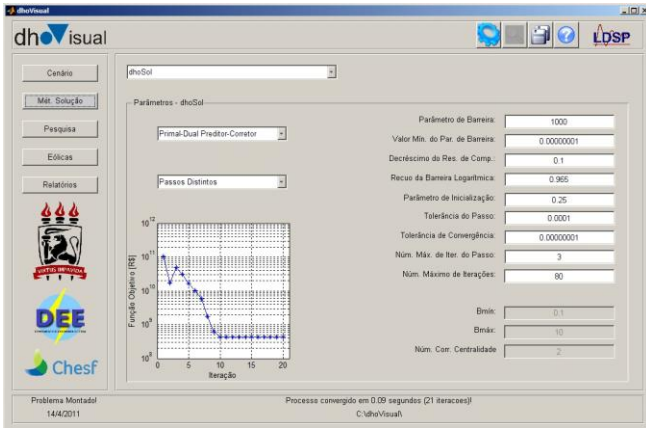 dhoVisual
dhoVisual
LDSP
Cenário
Mét. Solução
Pesquisa
Eólicas
Relatórios
VIRTUS IMPAVIDA
DEE
Chesf
dhoSol
Parâmetros - dhoSol
Primal-Dual Preditor-Corretor
Passos Distintos
Função Objetivo [R$]
10^12
10^11
10^10
10^9
10^8
0 5 10 15 20
Iteração
Parâmetro de Barreira: 1000
Valor Mín. do Par. de Barreira: 0.00000001
Decréscimo do Res. de Comp.: 0.1
Recuo da Barreira Logarítmica: 0.965
Parâmetro de Inicialização: 0.25
Tolerância do Passo: 0.0001
Tolerância de Convergência: 0.00000001
Núm. Máx. de Iter. do Passo: 3
Núm. Máximo de Iterações: 80
Bmín: 0.1
Bmáx: 10
Núm. Corr. Centralidade 2
Problema Montado!
14/4/2011
Processo convergido em 0.09 segundos (21 iteracoes)!
C:\dhoVisual\